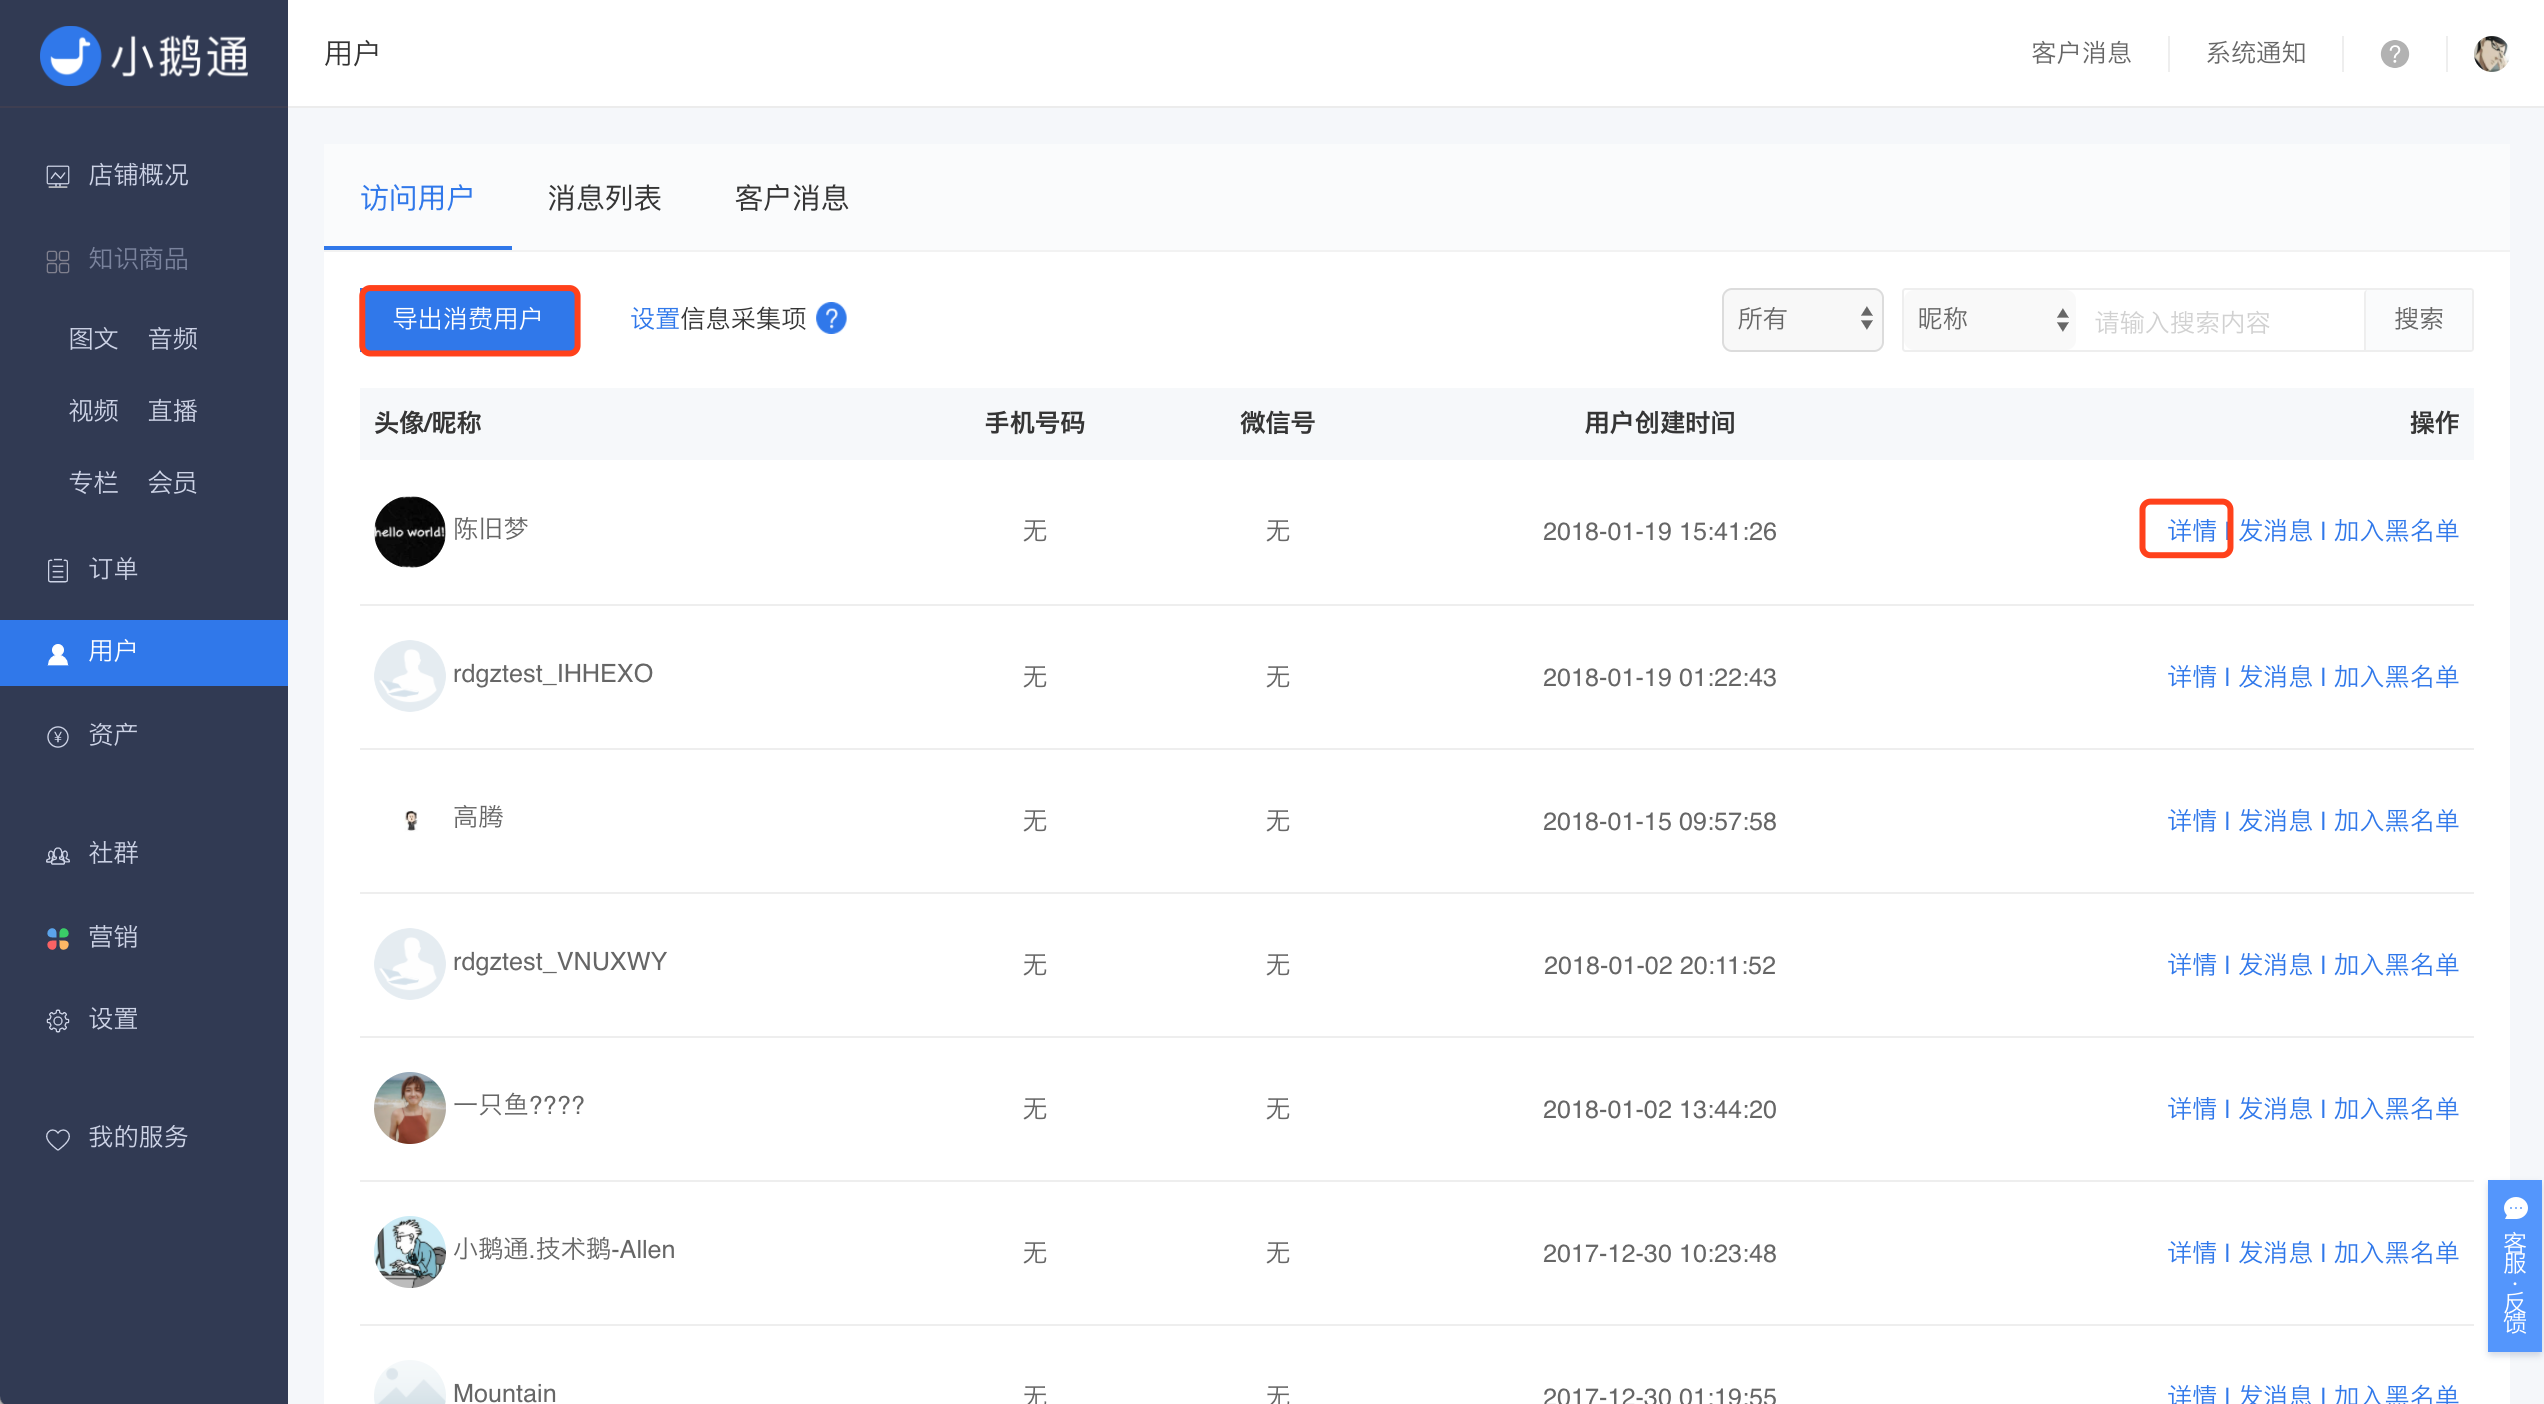 小鹅通
用户
客户消息
系统通知
?
店铺概况
知识商品
图文 音频
视频 直播
专栏 会员
订单
用户
资产
社群
营销
设置
我的服务
访问用户 消息列表 客户消息
导出消费用户 设置信息采集项 ? 所有 昵称 请输入搜索内容 搜索
头像/昵称 手机号码 微信号 用户创建时间 操作
hello world! 陈旧梦 无 无 2018-01-19 15:41:26 详情 | 发消息 | 加入黑名单
rdgztest_IHHEXO 无 无 2018-01-19 01:22:43 详情 | 发消息 | 加入黑名单
高腾 无 无 2018-01-15 09:57:58 详情 | 发消息 | 加入黑名单
rdgztest_VNUXWY 无 无 2018-01-02 20:11:52 详情 | 发消息 | 加入黑名单
一只鱼???? 无 无 2018-01-02 13:44:20 详情 | 发消息 | 加入黑名单
小鹅通.技术鹅-Allen 无 无 2017-12-30 10:23:48 详情 | 发消息 | 加入黑名单
Mountain 无 无 2017-12-30 01:19:55 详情 | 发消息 | 加入黑名单
客服·反馈